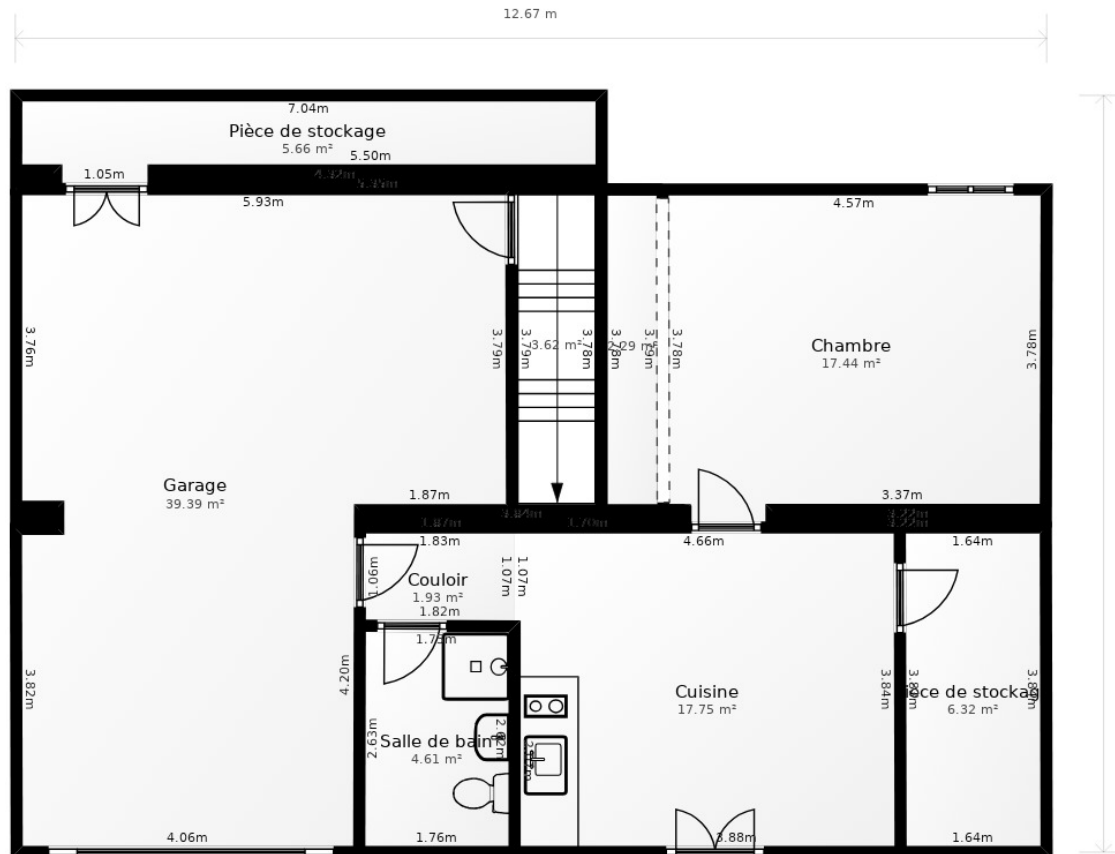 12.67 m
7.04m
Pièce de stockage
5.66 m²
5.50m
1.05m
5.93m
4.57m
3.76m
3.79m
3.79m
3.62 m²
3.78m
3.78m
2.29 m²
3.78m
Chambre
17.44 m²
3.78m
Garage
39.39 m²
1.87m
3.37m
1.83m
4.66m
1.64m
1.06m
Couloir
1.93 m²
1.82m
1.07m
1.07m
3.82m
4.20m
2.63m
Salle de bain
4.61 m²
Cuisine
17.75 m²
3.84m
de stockag
6.32 m²
4.06m
1.76m
3.88m
1.64m